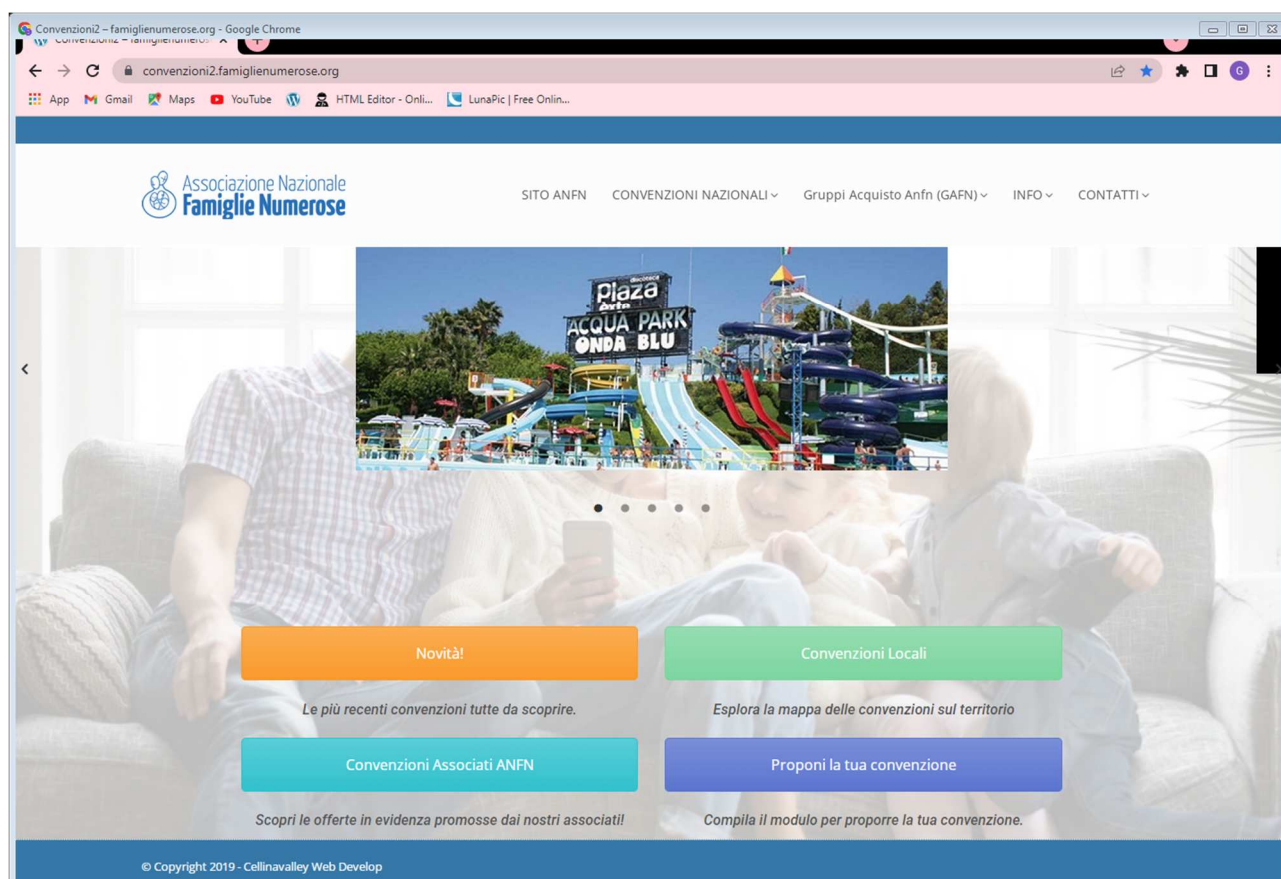 Convenzioni2 – famiglienumerose.org - Google Chrome
Convenzioni2 – famiglienumeros
convenzioni2.famiglienumerose.org
G
App Gmail Maps YouTube HTML Editor - Onli... LunaPic | Free Onlin...
Associazione Nazionale
Famiglie Numerose
SITO ANFN CONVENZIONI NAZIONALI Gruppi Acquisto Anfn (GAFN) INFO CONTATTI
discoteca
Plaza
èxte
ACQUA PARK
ONDA BLU
Novità!
Convenzioni Locali
Le più recenti convenzioni tutte da scoprire.
Esplora la mappa delle convenzioni sul territorio
Convenzioni Associati ANFN
Proponi la tua convenzione
Scopri le offerte in evidenza promosse dai nostri associati!
Compila il modulo per proporre la tua convenzione.
© Copyright 2019 - Cellinavalley Web Develop